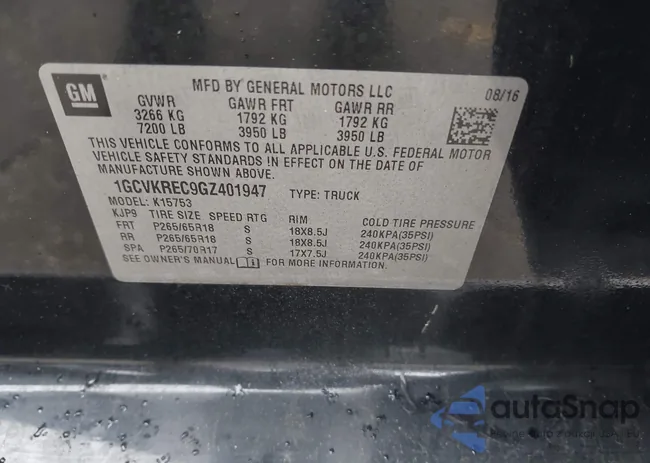 GM
MFD BY GENERAL MOTORS LLC
08/16
GVWR GAWR FRT GAWR RR
3266 KG 1792 KG 1792 KG
7200 LB 3950 LB 3950 LB
THIS VEHICLE CONFORMS TO ALL APPLICABLE U.S. FEDERAL MOTOR
VEHICLE SAFETY STANDARDS IN EFFECT ON THE DATE OF
MANUFACTURE SHOWN ABOVE.
1GCVKREC9GZ401947 TYPE: TRUCK
MODEL: K15753
KJP9 TIRE SIZE SPEED RTG RIM COLD TIRE PRESSURE
FRT P265/65R18 S 18X8.5J 240KPA(35PSI)
RR P265/65R18 S 18X8.5J 240KPA(35PSI)
SPA P265/70R17 S 17X7.5J 240KPA(35PSI)
SEE OWNER'S MANUAL FOR MORE INFORMATION.
autoSnap